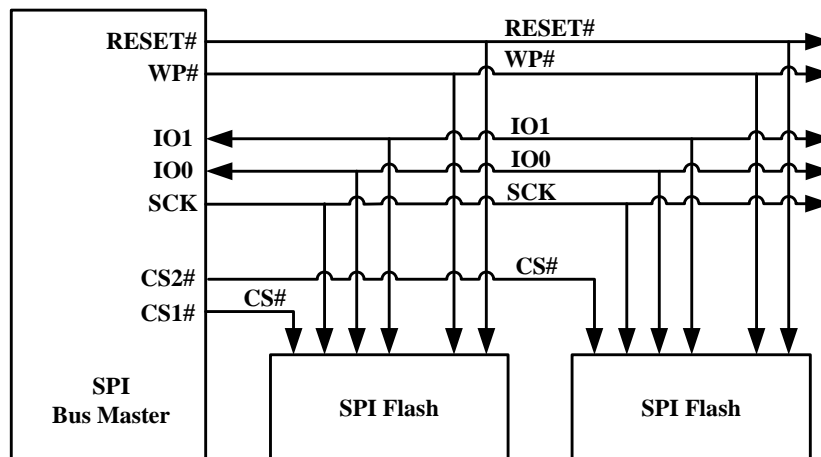 RESET#
RESET#
WP#
WP#
IO1
IO1
IO0
IO0
SCK
SCK
CS2#
CS#
CS1#
CS#
SPI
Bus Master
SPI Flash
SPI Flash